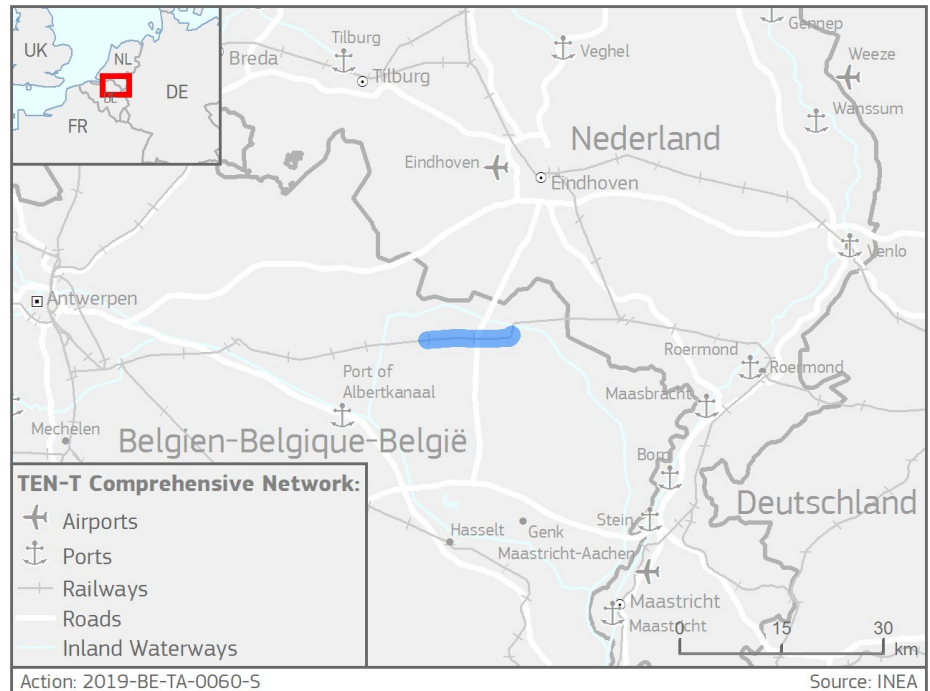 UK
NL
BE
DE
FR
Breda
Tilburg
Tilburg
Veghel
Gennep
Weeze
Wanssum
Nederland
Eindhoven
Eindhoven
Venlo
Antwerpen
Port of
Albertkanaal
Roermond
Roermond
Maasbracht
Mechelen
Belgien-Belgique-België
Born
Deutschland
Stein
Hasselt
Genk
Maastricht-Aachen
Maastricht
Maastricht
TEN-T Comprehensive Network:
Airports
Ports
Railways
Roads
Inland Waterways
0 15 30
km
Action: 2019-BE-TA-0060-S
Source: INEA